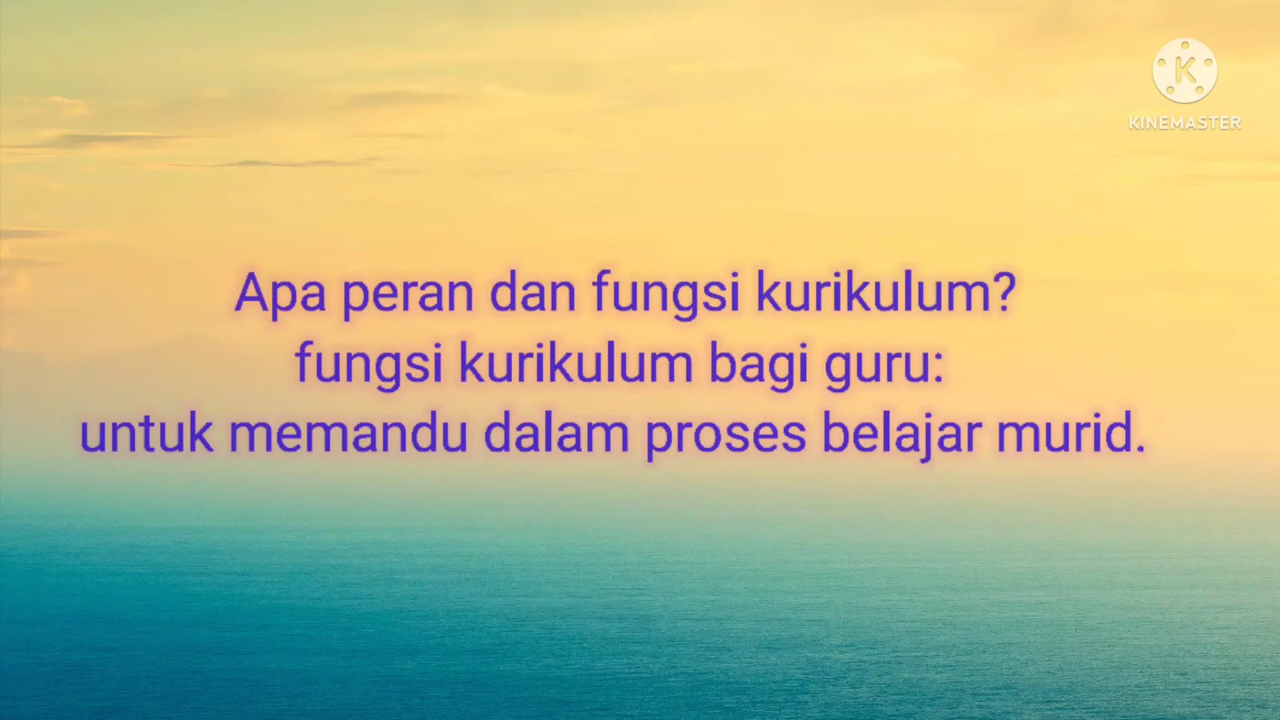 KINEMASTER
Apa peran dan fungsi kurikulum?
fungsi kurikulum bagi guru:
untuk memandu dalam proses belajar murid.